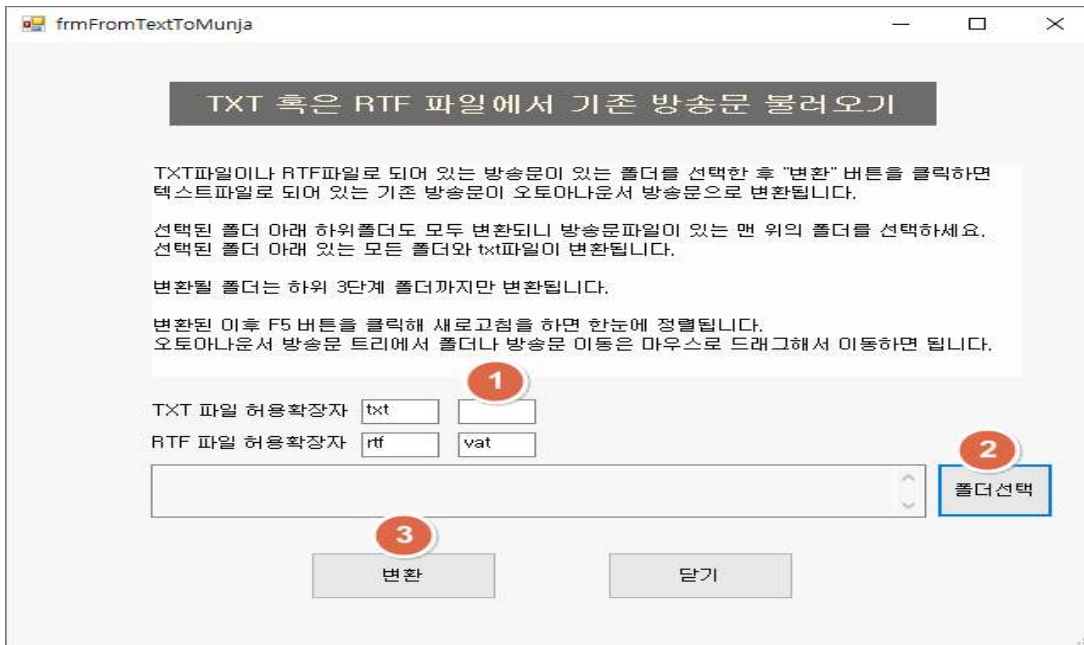 frmFromTextToMunja
TXT 혹은 RTF 파일에서 기존 방송문 불러오기
TXT파일이나 RTF파일로 되어 있는 방송문이 있는 폴더를 선택한 후 "변환" 버튼을 클릭하면
텍스트파일로 되어 있는 기존 방송문이 오토아나운서 방송문으로 변환됩니다.
선택된 폴더 아래 하위폴더도 모두 변환되니 방송문파일이 있는 맨 위의 폴더를 선택하세요.
선택된 폴더 아래 있는 모든 폴더와 txt파일이 변환됩니다.
변환될 폴더는 하위 3단계 폴더까지만 변환됩니다.
변환된 이후 F5 버튼을 클릭해 새로고침을 하면 한눈에 정렬됩니다.
오토아나운서 방송문 트리에서 폴더나 방송문 이동은 마우스로 드래그해서 이동하면 됩니다.
1
TXT 파일 허용확장자 txt
RTF 파일 허용확장자 rtf vat
2
폴더선택
3
변환 닫기